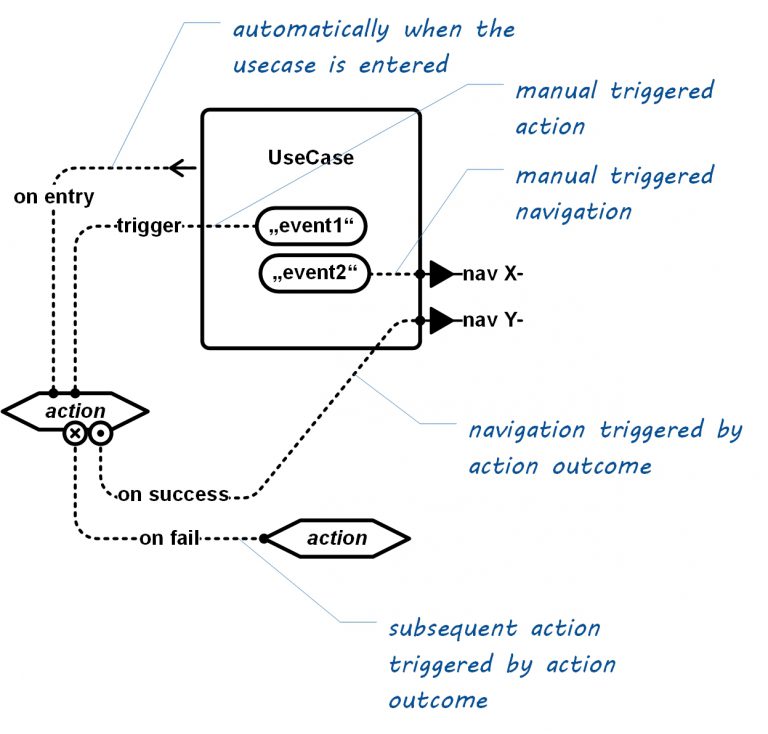 automatically when the
usecase is entered
manual triggered
action
UseCase
manual triggered
navigation
on entry
trigger
„event1“
„event2“
nav X
nav Y
action
navigation triggered by
action outcome
on success
on fail
action
subsequent action
triggered by action
outcome